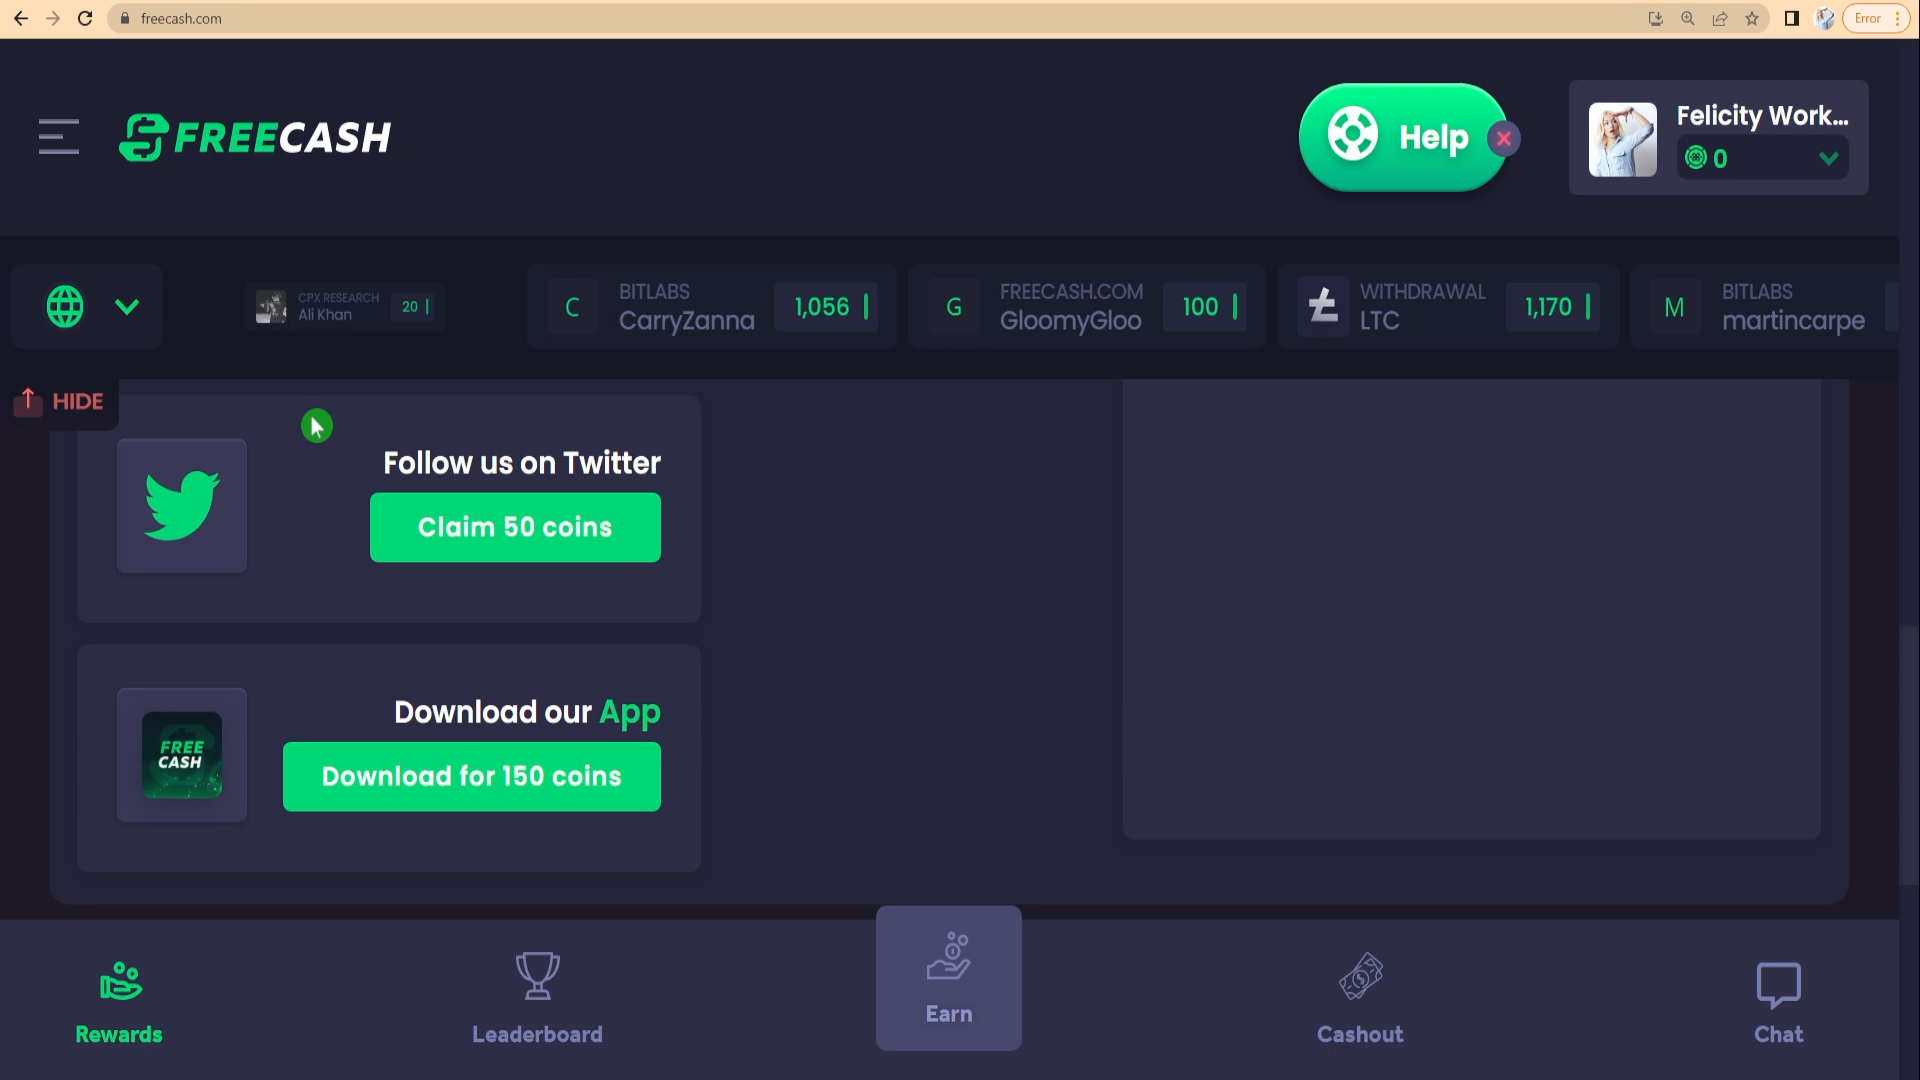 freecash.com
Error
FREECASH
Help
Felicity Work...
0
CPX RESEARCH
Ali Khan
20
C
BITLABS
CarryZanna
1,056
G
FREECASH.COM
GloomyGloo
100
WITHDRAWAL
LTC
1,170
M
BITLABS
martincarpe
HIDE
Follow us on Twitter
Claim 50 coins
FREE
CASH
Download our App
Download for 150 coins
Rewards
Leaderboard
Earn
Cashout
Chat